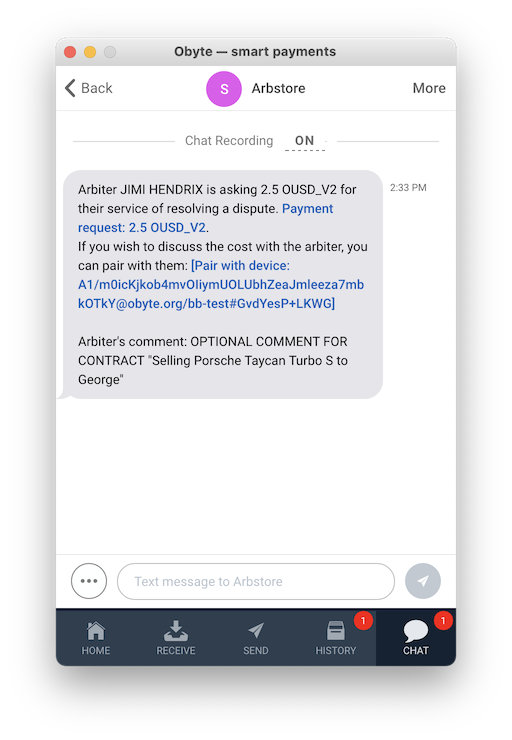 Obyte — smart payments
Back
S
Arbstore
More
Chat Recording ON
Arbiter JIMI HENDRIX is asking 2.5 OUSD_V2 for
their service of resolving a dispute. Payment
request: 2.5 OUSD_V2.
If you wish to discuss the cost with the arbiter, you
can pair with them: [Pair with device:
A1/m0icKjkob4mvOIiymUOLUbhZeaJmleeza7mb
kOTkY@obyte.org/bb-test#GvdYesP+LKWG]
Arbiter's comment: OPTIONAL COMMENT FOR
CONTRACT "Selling Porsche Taycan Turbo S to
George"
2:33 PM
Text message to Arbstore
HOME
RECEIVE
SEND
1
HISTORY
1
CHAT